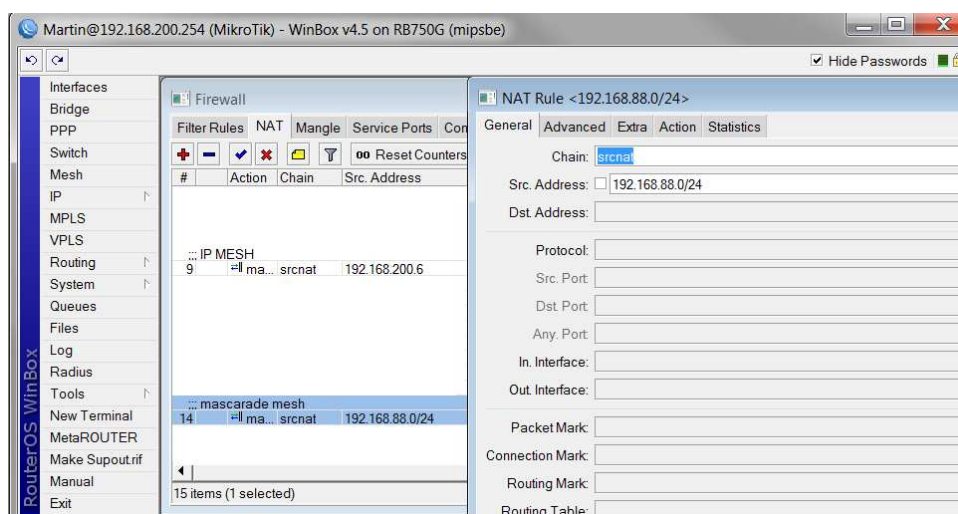 Martin@192.168.200.254 (MikroTik) - WinBox v4.5 on RB750G (mipsbe)
Hide Passwords
Interfaces
Bridge
PPP
Switch
Mesh
IP
MPLS
VPLS
Routing
System
Queues
Files
Log
Radius
Tools
New Terminal
MetaROUTER
Make Supout.rif
Manual
Exit
RouterOS WinBox
Firewall
Filter Rules NAT Mangle Service Ports Con
00 Reset Counters
# Action Chain Src. Address
::: IP MESH
9 ma... srcnat 192.168.200.6
::: mascarade mesh
14 ma... srcnat 192.168.88.0/24
15 items (1 selected)
NAT Rule <192.168.88.0/24>
General Advanced Extra Action Statistics
Chain: srcnat
Src. Address: 192.168.88.0/24
Dst. Address:
Protocol:
Src. Port:
Dst. Port:
Any. Port:
In. Interface:
Out. Interface:
Packet Mark:
Connection Mark:
Routing Mark:
Routing Table: